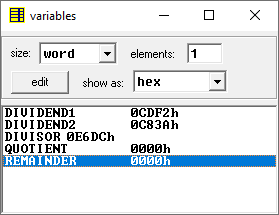 variables
size: word elements: 1
edit show as: hex
DIVIDEND1 0CDF2h
DIVIDEND2 0C83Ah
DIVISOR 0E6DCh
QUOTIENT 0000h
REMAINDER 0000h